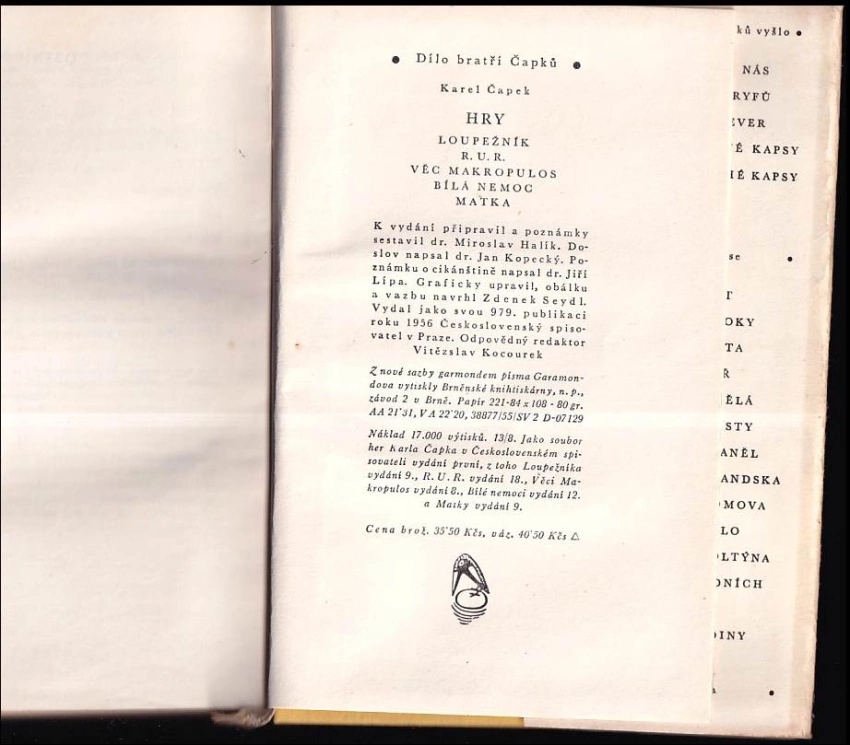 • Dílo bratří Čapků •
Karel Čapek
HRY
LOUPEŽNÍK
R. U. R.
VĚC MAKROPULOS
BÍLÁ NEMOC
MATKA
K vydání připravil a poznámky
sestavil dr. Miroslav Halík. Do-
slov napsal dr. Jan Kopecký. Po-
známku o cikánštině napsal dr. Jiří
Lípa. Graficky upravil, obálku
a vazbu navrhl Zdenek Seydl.
Vydal jako svou 979. publikaci
roku 1956 Československý spiso-
vatel v Praze. Odpovědný redaktor
Vítězslav Kocourek
Z nové sazby garmondem písma Garamon-
dova vytiskly Brněnské knihtiskárny, n. p.,
závod 2 v Brně. Papír 221-84 x 108 - 80 gr.
AA 21'31, VA 22'20, 38877/55/SV 2 D-07129
Náklad 17.000 výtisků. 13/8. Jako soubor
her Karla Čapka v Československém spi-
sovateli vydání první, z toho Loupežníka
vydání 9., R. U. R. vydání 18., Věci Ma-
kropulos vydání 8., Bílé nemoci vydání 12.
a Matky vydání 9.
Cena brož. 35'50 Kčs, váz. 40'50 Kčs △
ků vyšlo •
NÁS
RYFŮ
EVER
É KAPSY
É KAPSY
se •
T
OKY
TA
R
ĚLÁ
STY
ANĚL
ANDSKA
OMOVA
LO
LTÝNA
DNÍCH
DINY
a •